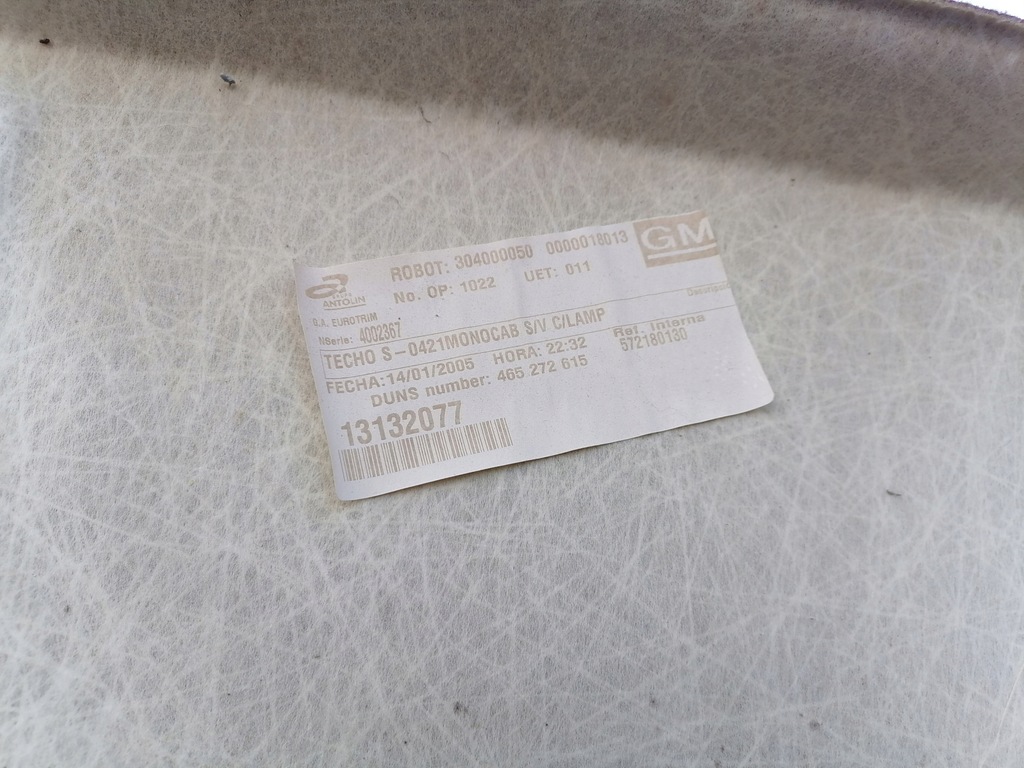 ROBOT: 304000050 0000018013 GM
ANTOLIN No. OP: 1022 UET: 011
G.A. EUROTRIM
NSerie: 4002367
TECHO S-0421MONOCAB S/V C/LAMP
FECHA:14/01/2005 HORA: 22:32 Ref. Interna
DUNS number: 465 272 615 572180130
13132077